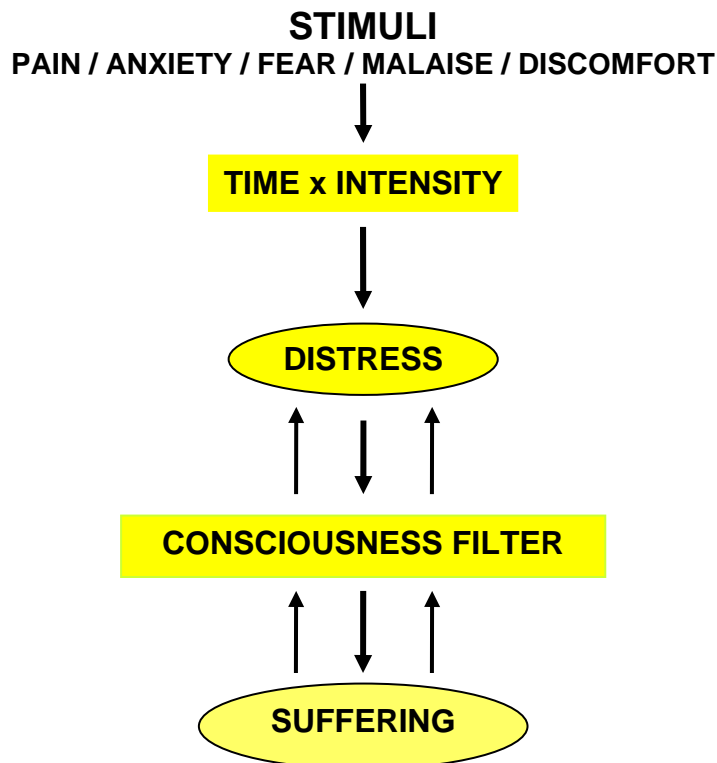 STIMULI
PAIN / ANXIETY / FEAR / MALAISE / DISCOMFORT
TIME x INTENSITY
DISTRESS
CONSCIOUSNESS FILTER
SUFFERING